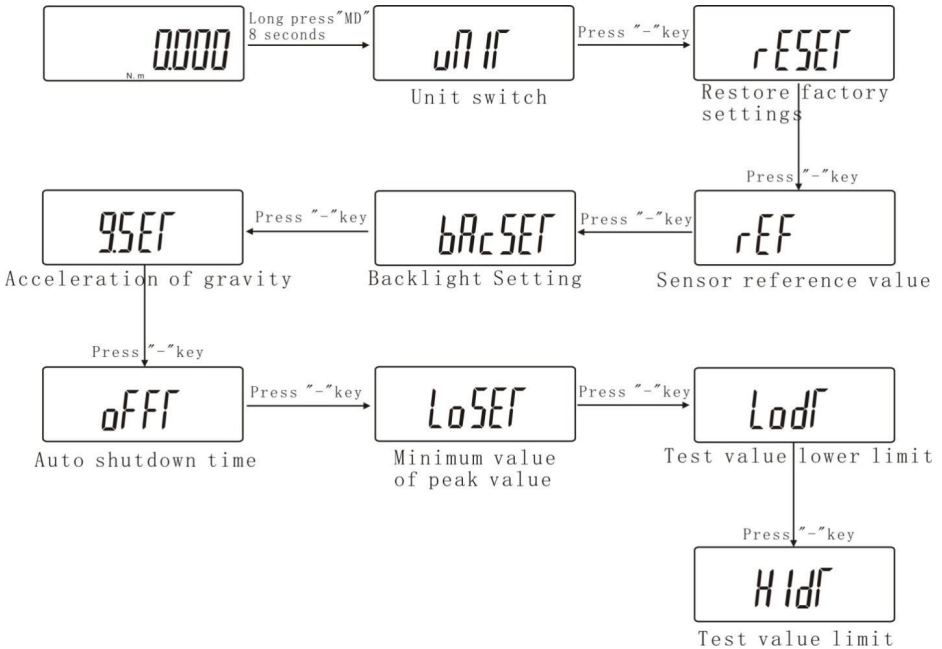 0.000
N. m
Long press"MD"
8 seconds
uNIT
Unit switch
Press "-"key
rESET
Restore factory
settings
Press "-"key
rEF
Sensor reference value
Press "-"key
bAcSET
Backlight Setting
Press "-"key
g.SET
Acceleration of gravity
Press "-"key
oFFT
Auto shutdown time
Press "-"key
LoSET
Minimum value
of peak value
Press "-"key
LodT
Test value lower limit
Press "-"key
HIdT
Test value limit